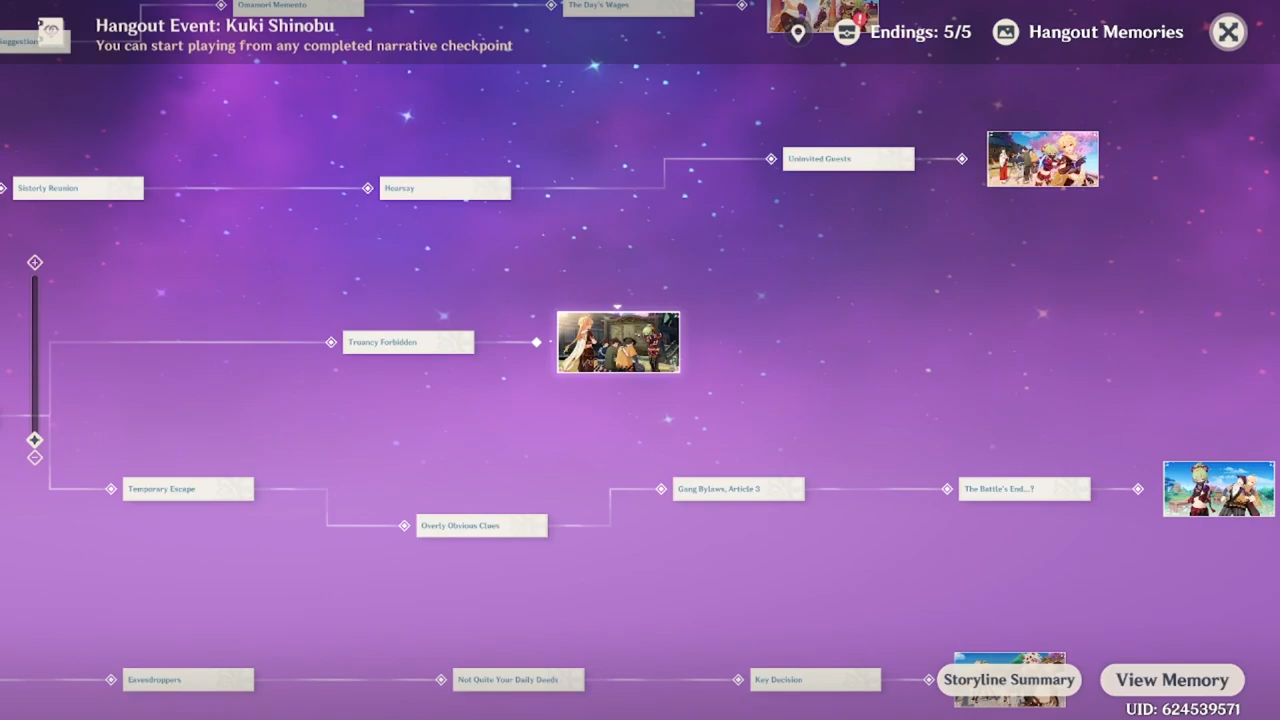 Omamori Memento
The Day's Wages
Hangout Event: Kuki Shinobu
Suggestion
You can start playing from any completed narrative checkpoint
Endings: 5/5
Hangout Memories
Uninvited Guests
Sisterly Reunion
Hearsay
Truancy Forbidden
Temporary Escape
Gang Bylaws, Article 3
The Battle's End...?
Overly Obvious Clues
Eavesdroppers
Not Quite Your Daily Deeds
Key Decision
Storyline Summary
View Memory
UID: 624539571